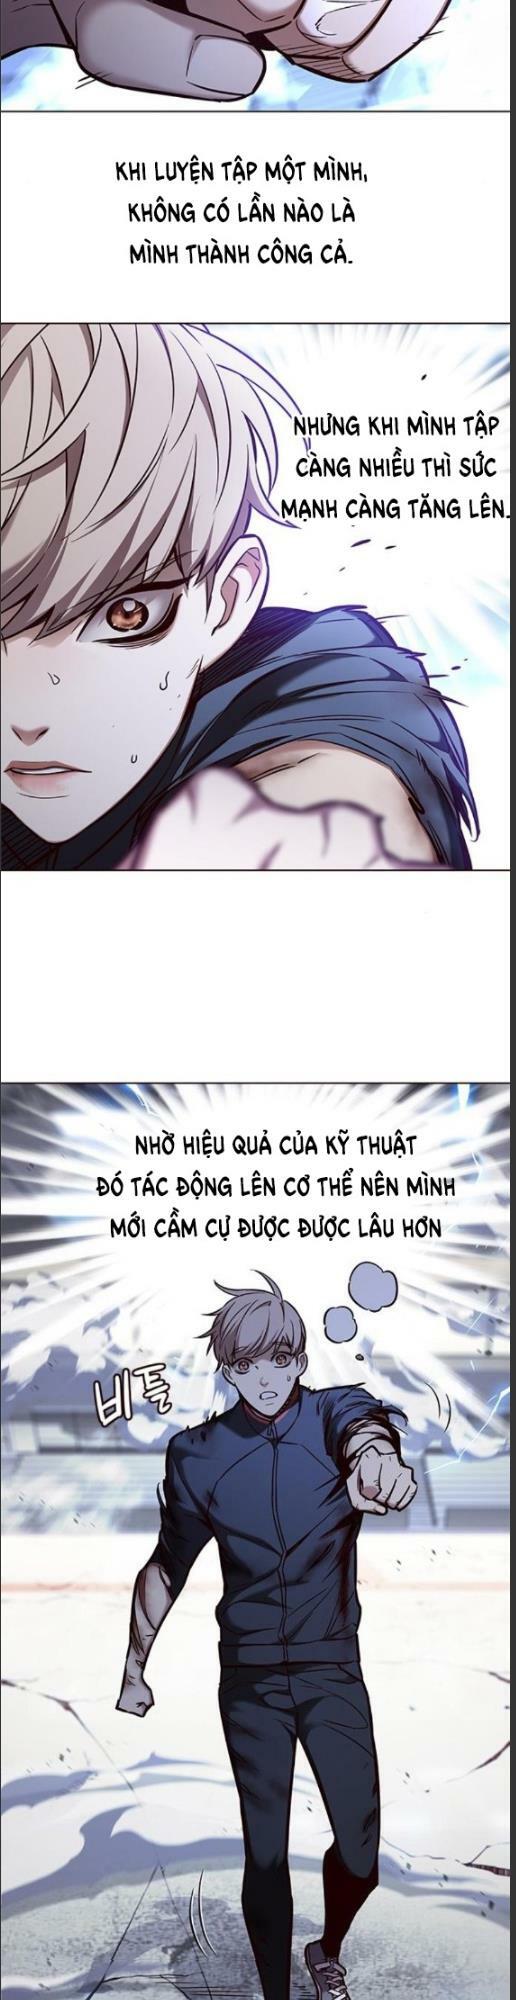 KHI LUYỆN TẬP MỘT MÌNH,
KHÔNG CÓ LẦN NÀO LÀ
MÌNH THÀNH CÔNG CẢ.
NHƯNG KHI MÌNH TẬP
CÀNG NHIỀU THÌ SỨC
MẠNH CÀNG TĂNG LÊN.
NHỜ HIỆU QUẢ CỦA KỸ THUẬT
ĐÓ TÁC ĐỘNG LÊN CƠ THỂ NÊN MÌNH
MỚI CẦM CỰ ĐƯỢC ĐƯỢC LÂU HƠN
비틀